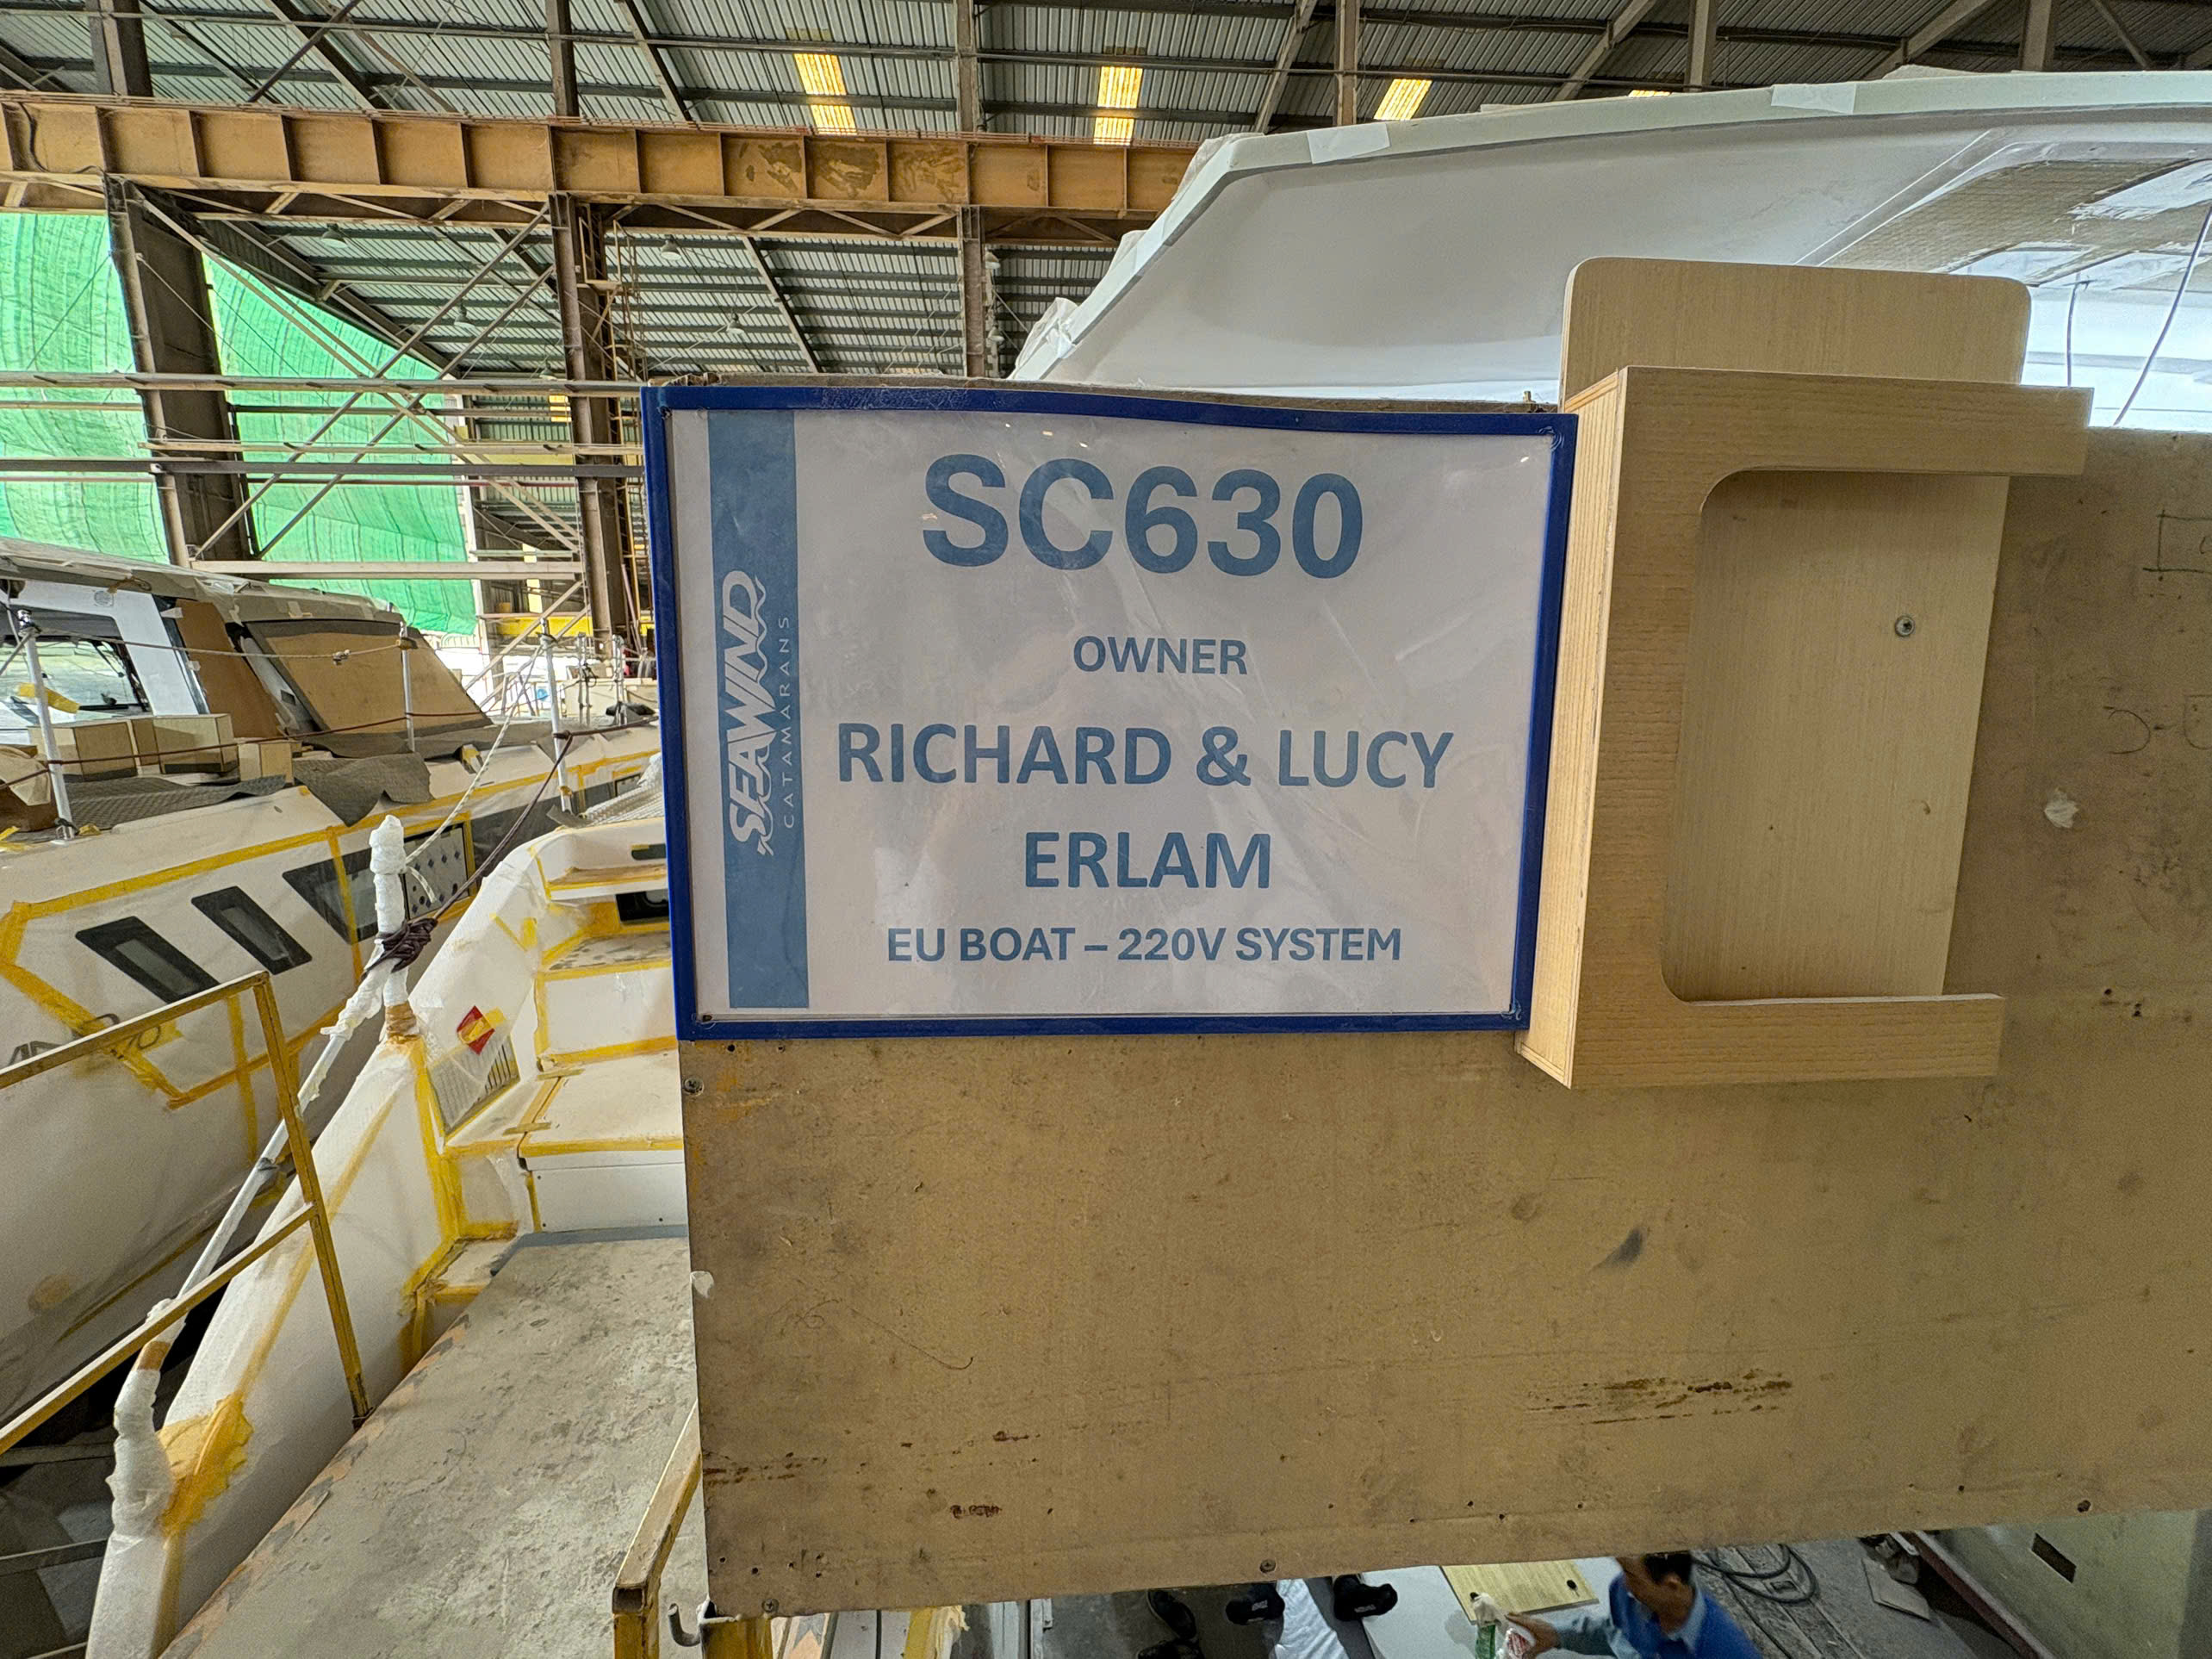 SC630
OWNER
RICHARD & LUCY
ERLAM
EU BOAT – 220V SYSTEM
SEAWIND
CATAMARANS